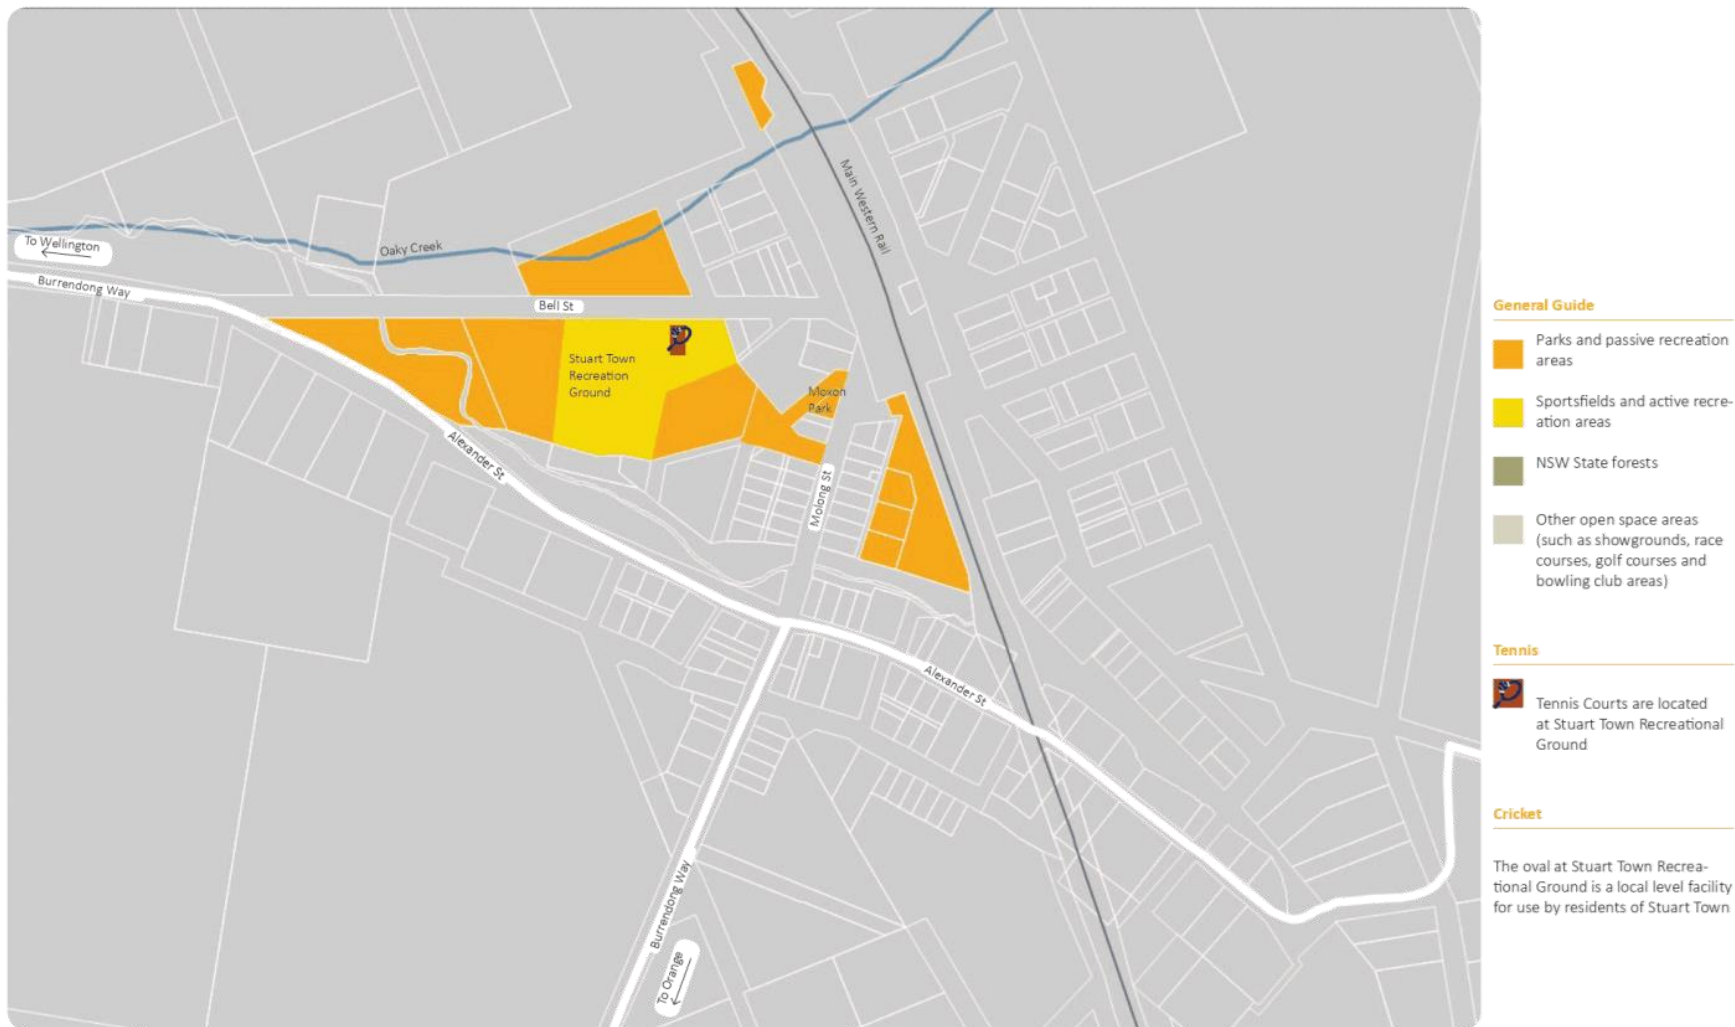 Main Western Rail
Oaky Creek
To Wellington
Burrendong Way
Bell St
Stuart Town
Recreation
Ground
Moxon
Park
Alexander St
Molong St
Alexander St
Burrendong Way
To Orange
General Guide
Parks and passive recreation
areas
Sportsfields and active recre-
ation areas
NSW State forests
Other open space areas
(such as showgrounds, race
courses, golf courses and
bowling club areas)
Tennis
Tennis Courts are located
at Stuart Town Recreational
Ground
Cricket
The oval at Stuart Town Recrea-
tional Ground is a local level facility
for use by residents of Stuart Town